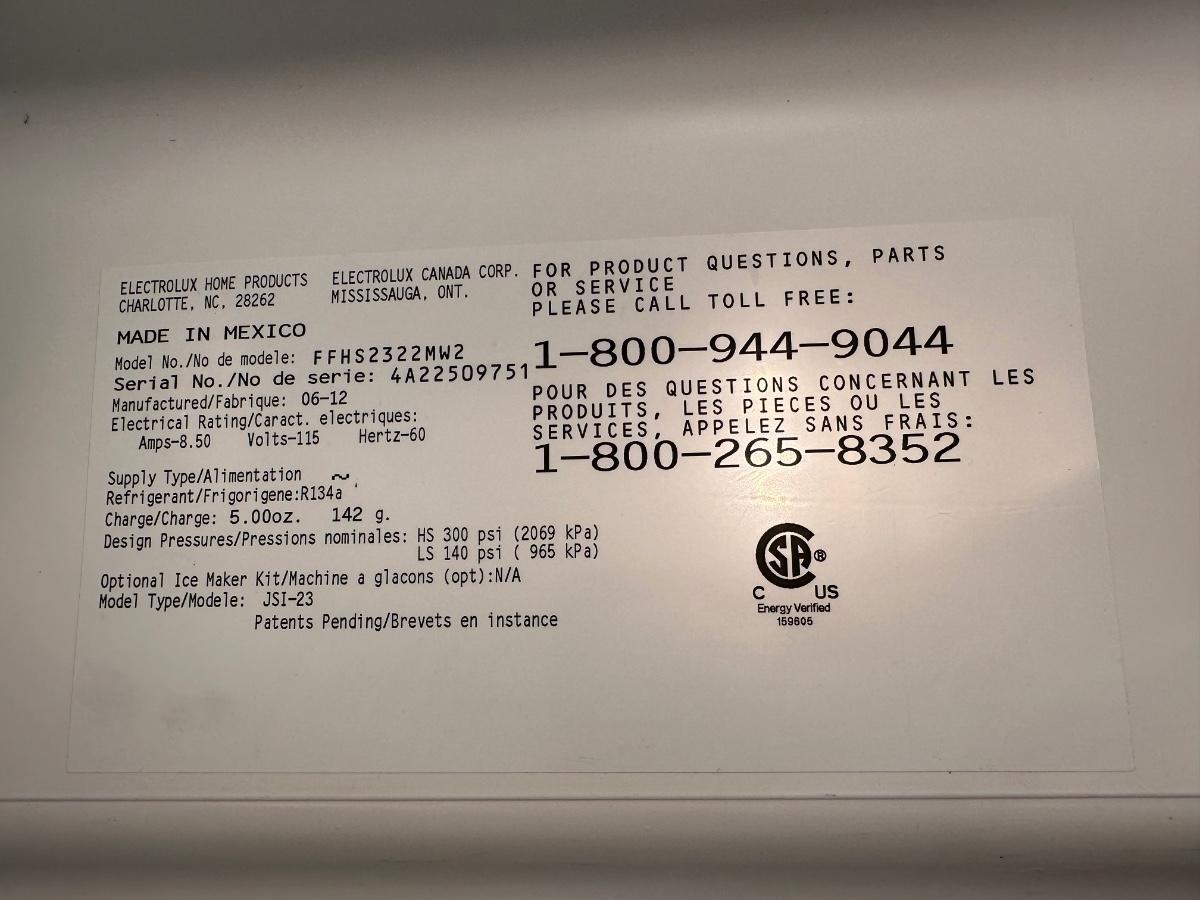 ELECTROLUX HOME PRODUCTS
CHARLOTTE, NC, 28262
ELECTROLUX CANADA CORP.
MISSISSAUGA, ONT.
MADE IN MEXICO
Model No./No de modele: FFHS2322MW2
Serial No./No de serie: 4A22509751
Manufactured/Fabrique: 06-12
Electrical Rating/Caract. electriques:
Amps-8.50 Volts-115 Hertz-60
Supply Type/Alimentation ~
Refrigerant/Frigorigene:R134a
Charge/Charge: 5.00oz. 142 g.
Design Pressures/Pressions nominales: HS 300 psi (2069 kPa)
LS 140 psi ( 965 kPa)
Optional Ice Maker Kit/Machine a glacons (opt):N/A
Model Type/Modele: JSI-23
Patents Pending/Brevets en instance
FOR PRODUCT QUESTIONS, PARTS
OR SERVICE
PLEASE CALL TOLL FREE:
1-800-944-9044
POUR DES QUESTIONS CONCERNANT LES
PRODUITS, LES PIECES OU LES
SERVICES, APPELEZ SANS FRAIS:
1-800-265-8352
SA®
C US
Energy Verified
159605